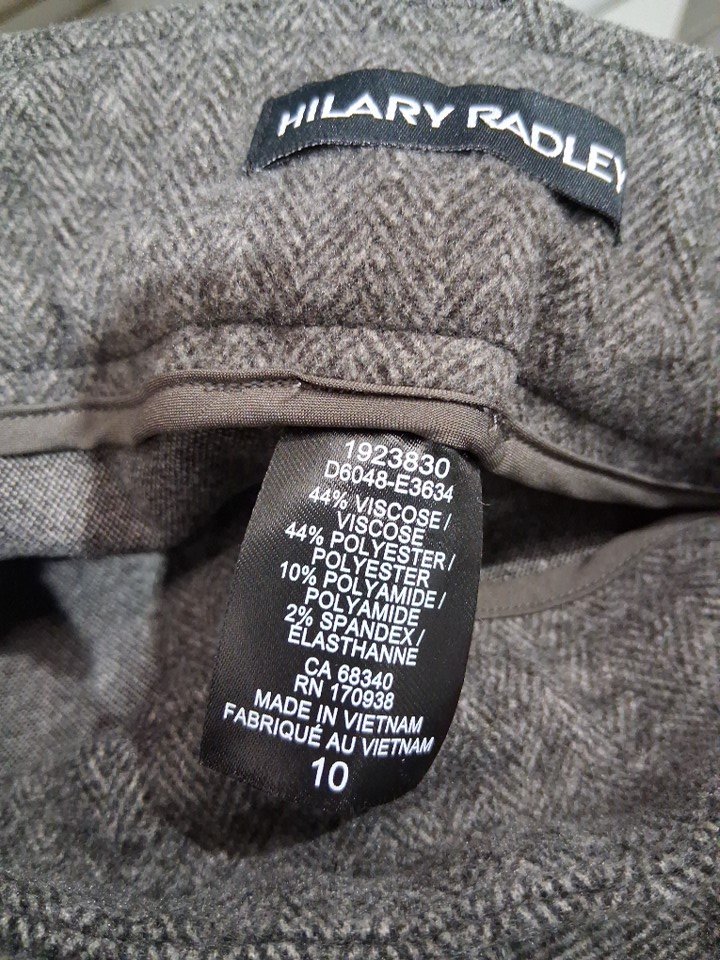 HILARY RADLEY
1923830
D6048-E3634
44% VISCOSE /
VISCOSE
44% POLYESTER /
POLYESTER
10% POLYAMIDE /
POLYAMIDE
2% SPANDEX /
ÉLASTHANNE
CA 68340
RN 170938
MADE IN VIETNAM
FABRIQUÉ AU VIETNAM
10